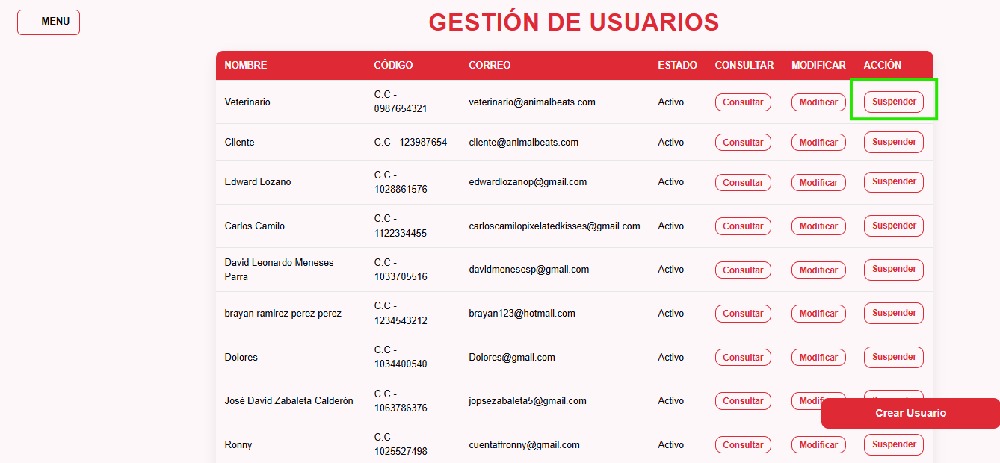 MENU
GESTIÓN DE USUARIOS
NOMBRE CÓDIGO CORREO ESTADO CONSULTAR MODIFICAR ACCIÓN
Veterinario C.C - 0987654321 veterinario@animalbeats.com Activo Consultar Modificar Suspender
Cliente C.C - 123987654 cliente@animalbeats.com Activo Consultar Modificar Suspender
Edward Lozano C.C - 1028861576 edwardlozanop@gmail.com Activo Consultar Modificar Suspender
Carlos Camilo C.C - 1122334455 carloscamilopixelatedkisses@gmail.com Activo Consultar Modificar Suspender
David Leonardo Meneses Parra C.C - 1033705516 davidmenesesp@gmail.com Activo Consultar Modificar Suspender
brayan ramirez perez perez C.C - 1234543212 brayan123@hotmail.com Activo Consultar Modificar Suspender
Dolores C.C - 1034400540 Dolores@gmail.com Activo Consultar Modificar Suspender
José David Zabaleta Calderón C.C - 1063786376 jopsezabaleta5@gmail.com Activo Consultar
Crear Usuario
Ronny C.C - 1025527498 cuentaffronny@gmail.com Activo Consultar Modificar Suspender